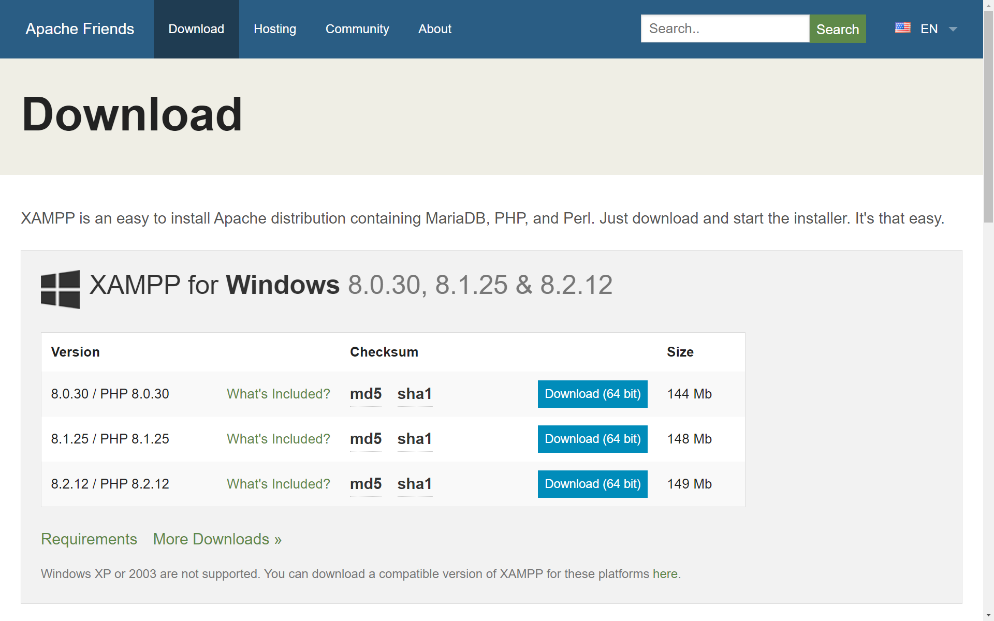 Apache Friends Download Hosting Community About Search.. Search EN
Download
XAMPP is an easy to install Apache distribution containing MariaDB, PHP, and Perl. Just download and start the installer. It's that easy.
XAMPP for Windows 8.0.30, 8.1.25 & 8.2.12
Version Checksum Size
8.0.30 / PHP 8.0.30 What's Included? md5 sha1 Download (64 bit) 144 Mb
8.1.25 / PHP 8.1.25 What's Included? md5 sha1 Download (64 bit) 148 Mb
8.2.12 / PHP 8.2.12 What's Included? md5 sha1 Download (64 bit) 149 Mb
Requirements More Downloads »
Windows XP or 2003 are not supported. You can download a compatible version of XAMPP for these platforms here.